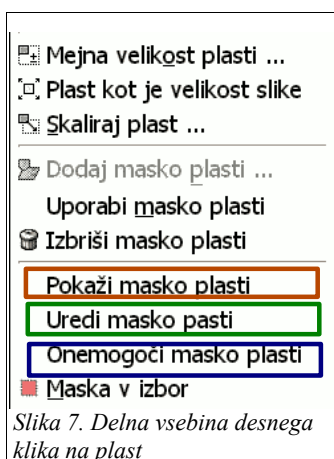 Mejna velikost plasti ...
Plast kot je velikost slike
Skaliraj plast ...
Dodaj masko plasti ...
Uporabi masko plasti
Izbriši masko plasti
Pokaži masko plasti
Uredi masko pasti
Onemogoči masko plasti
Maska v izbor
Slika 7. Delna vsebina desnega
klika na plast